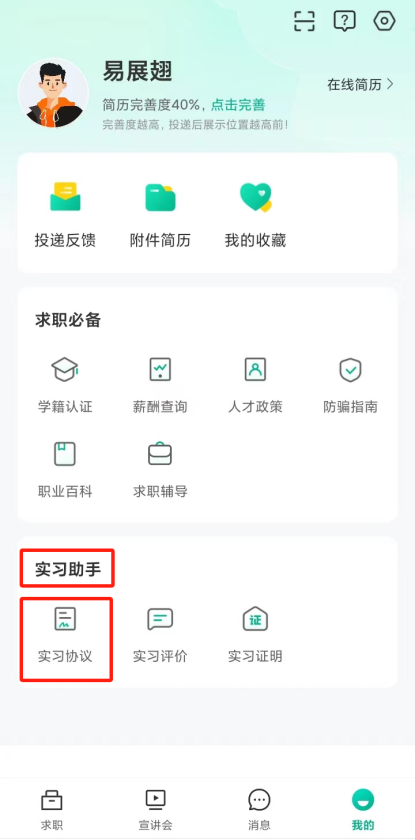 易展翅
简历完善度40%，点击完善
在线简历
完善度越高，投递后展示位置越高前！
投递反馈
附件简历
我的收藏
求职必备
学籍认证
薪酬查询
人才政策
防骗指南
职业百科
求职辅导
实习助手
实习协议
实习评价
证
实习证明
求职
宣讲会
消息
我的